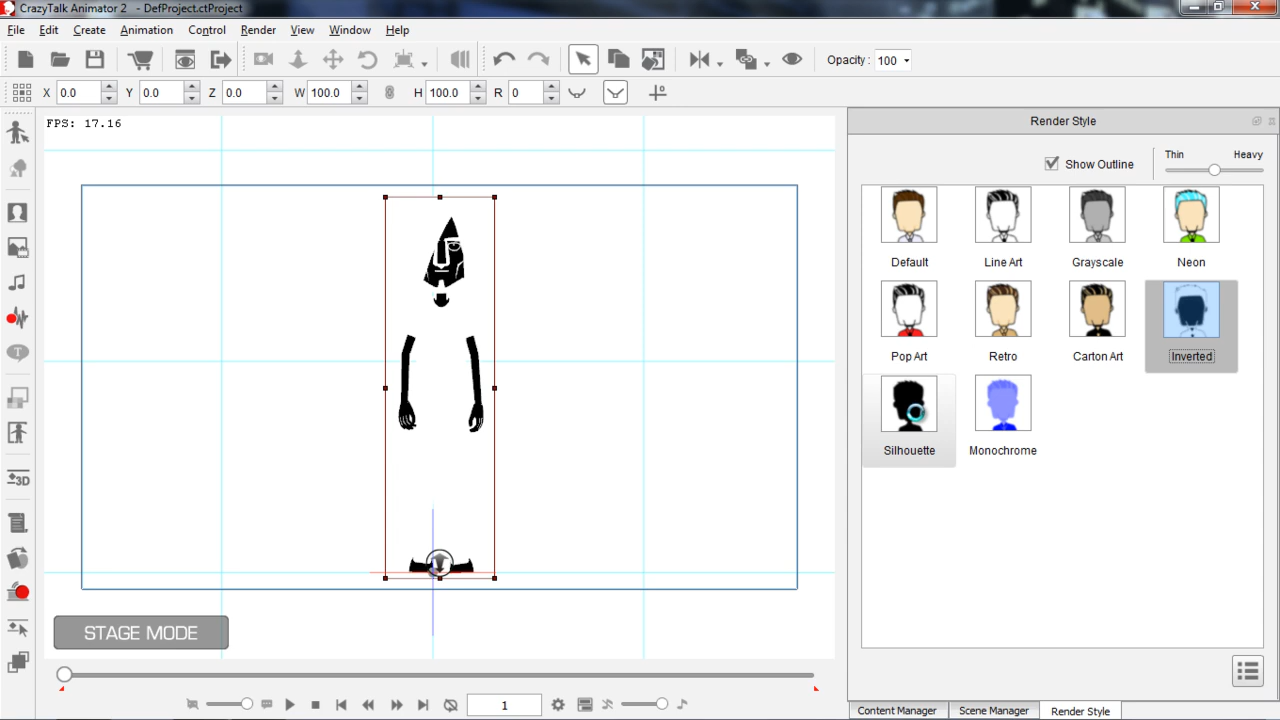 CrazyTalk Animator 2 - DefProject.ctProject
File Edit Create Animation Control Render View Window Help
Opacity : 100
X 0.0 Y 0.0 Z 0.0 W 100.0 H 100.0 R 0
FPS: 17.16
Render Style
Show Outline
Thin Heavy
Default Line Art Grayscale Neon
Pop Art Retro Carton Art Inverted
Silhouette Monochrome
3D
STAGE MODE
1
Content Manager Scene Manager Render Style